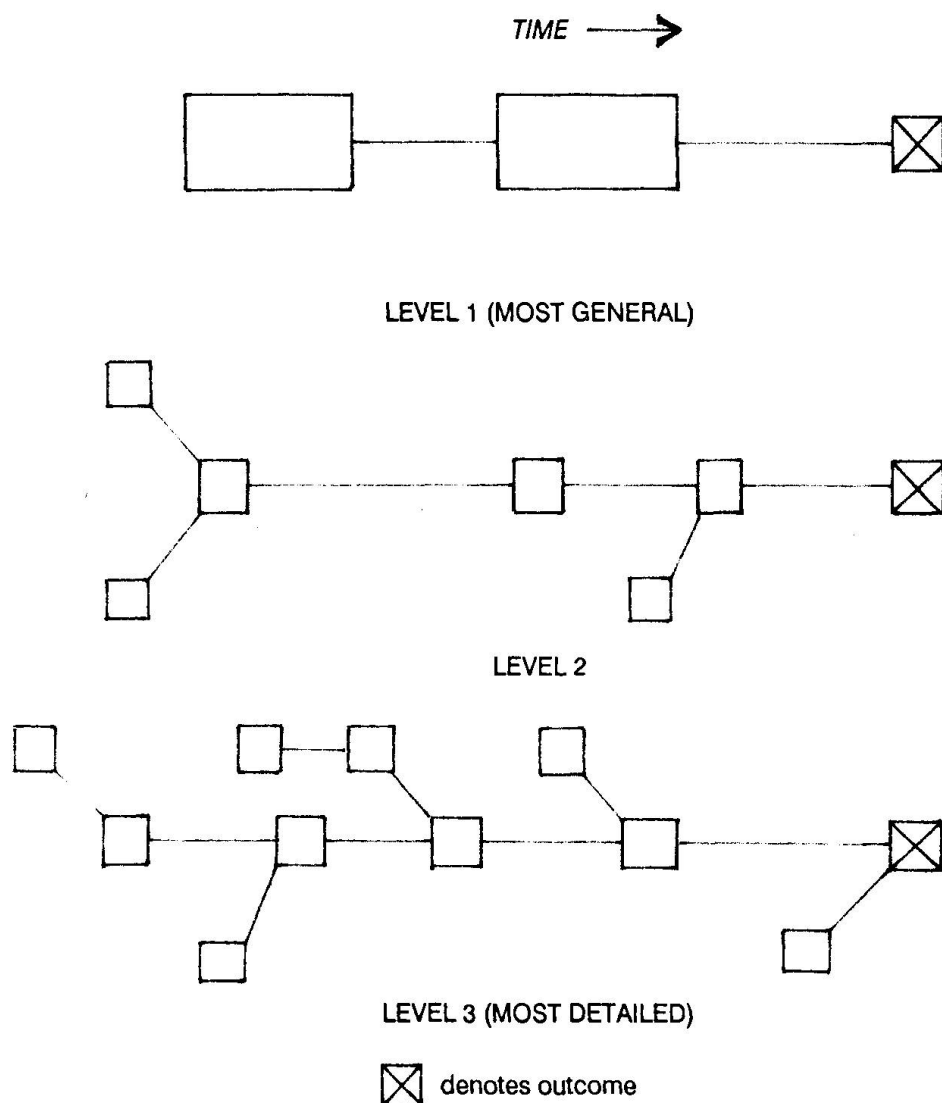 TIME
LEVEL 1 (MOST GENERAL)
LEVEL 2
LEVEL 3 (MOST DETAILED)
denotes outcome